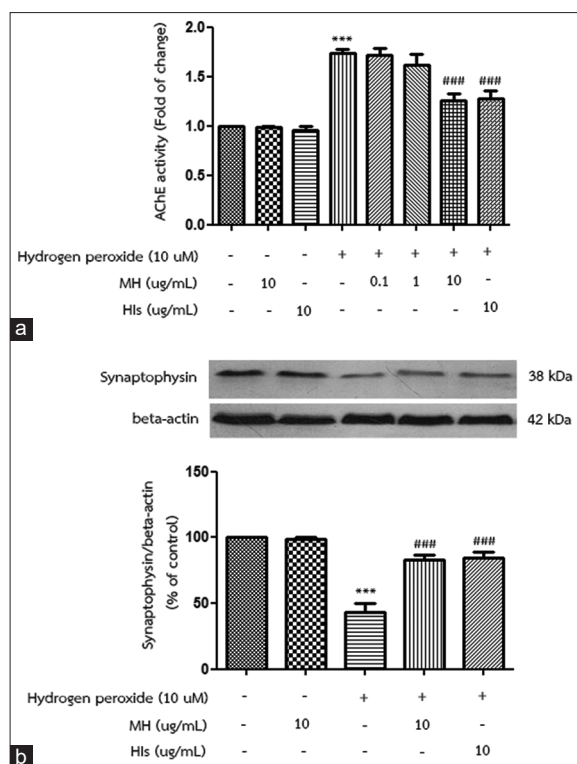 AChE activity (Fold of change)
2.0
1.5
1.0
0.5
0.0
***
###
###
Hydrogen peroxide (10 uM) - - - + + + + +
MH (ug/mL) - 10 - - 0.1 1 10 -
HIs (ug/mL) - - 10 - - - - 10
a
Synaptophysin 38 kDa
beta-actin 42 kDa
Synaptophysin/beta-actin
(% of control)
150
100
50
0
***
###
###
Hydrogen peroxide (10 uM) - - + + +
MH (ug/mL) - 10 - 10 -
HIs (ug/mL) - - - - 10
b